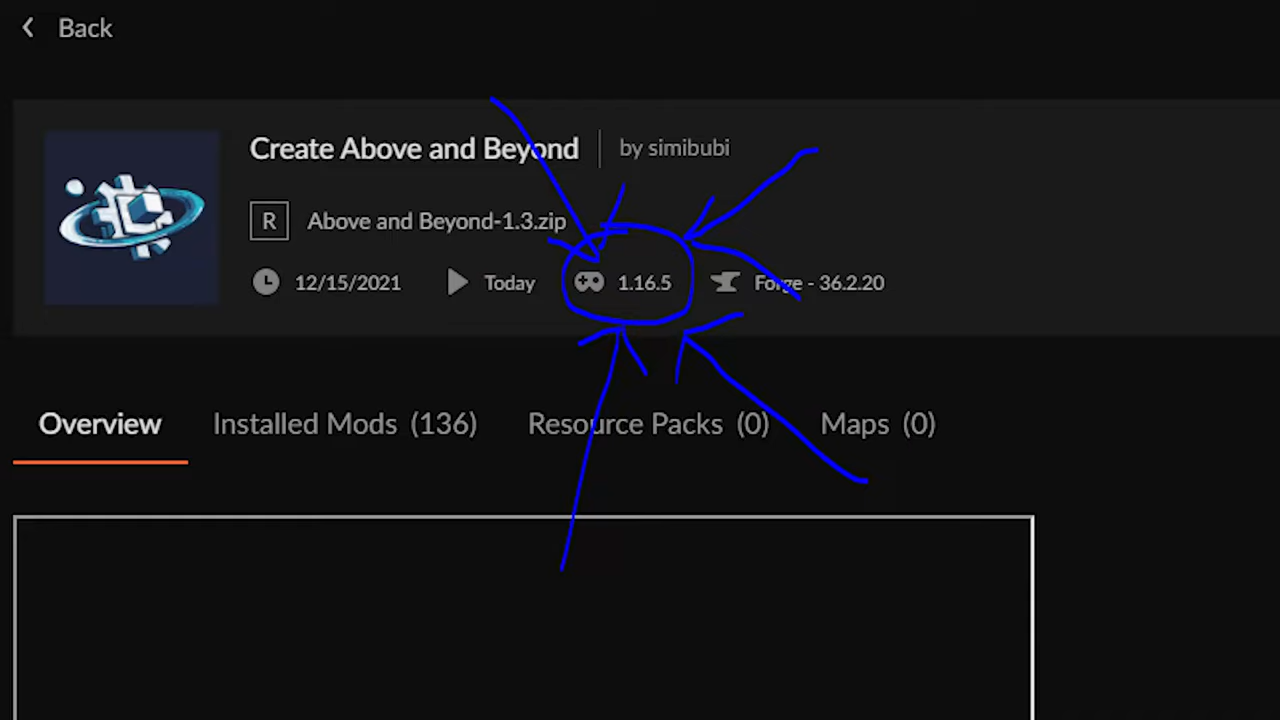 Back
Create Above and Beyond by simibubi
R Above and Beyond-1.3.zip
12/15/2021 Today 1.16.5 Forge - 36.2.20
Overview Installed Mods (136) Resource Packs (0) Maps (0)